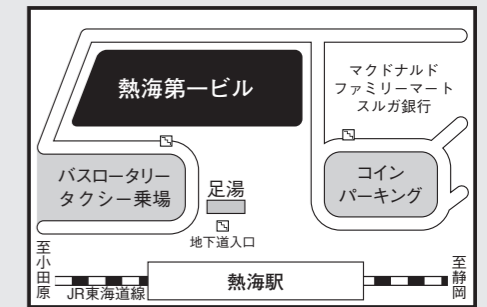 熱海第一ビル
マクドナルド
ファミリーマート
スルガ銀行
バスロータリー
タクシー乗場
足湯
コイン
パーキング
地下道入口
至小田原
JR東海道線
熱海駅
至静岡